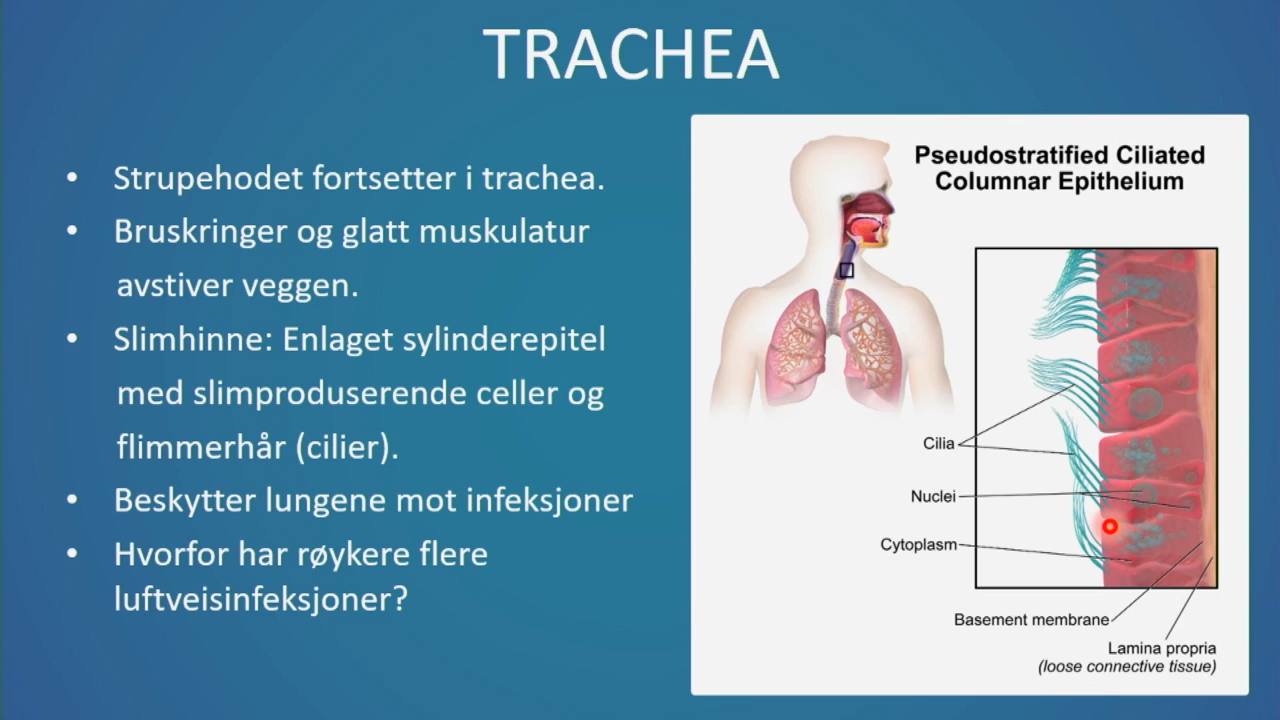 TRACHEA
• Strupehodet fortsetter i trachea.
• Bruskringer og glatt muskulatur
avstiver veggen.
• Slimhinne: Enlaget sylinderepitel
med slimproduserende celler og
flimmerhår (cilier).
• Beskytter lungene mot infeksjoner
• Hvorfor har røykere flere
luftveisinfeksjoner?
Pseudostratified Ciliated
Columnar Epithelium
Cilia
Nuclei
Cytoplasm
Basement membrane
Lamina propria
(loose connective tissue)